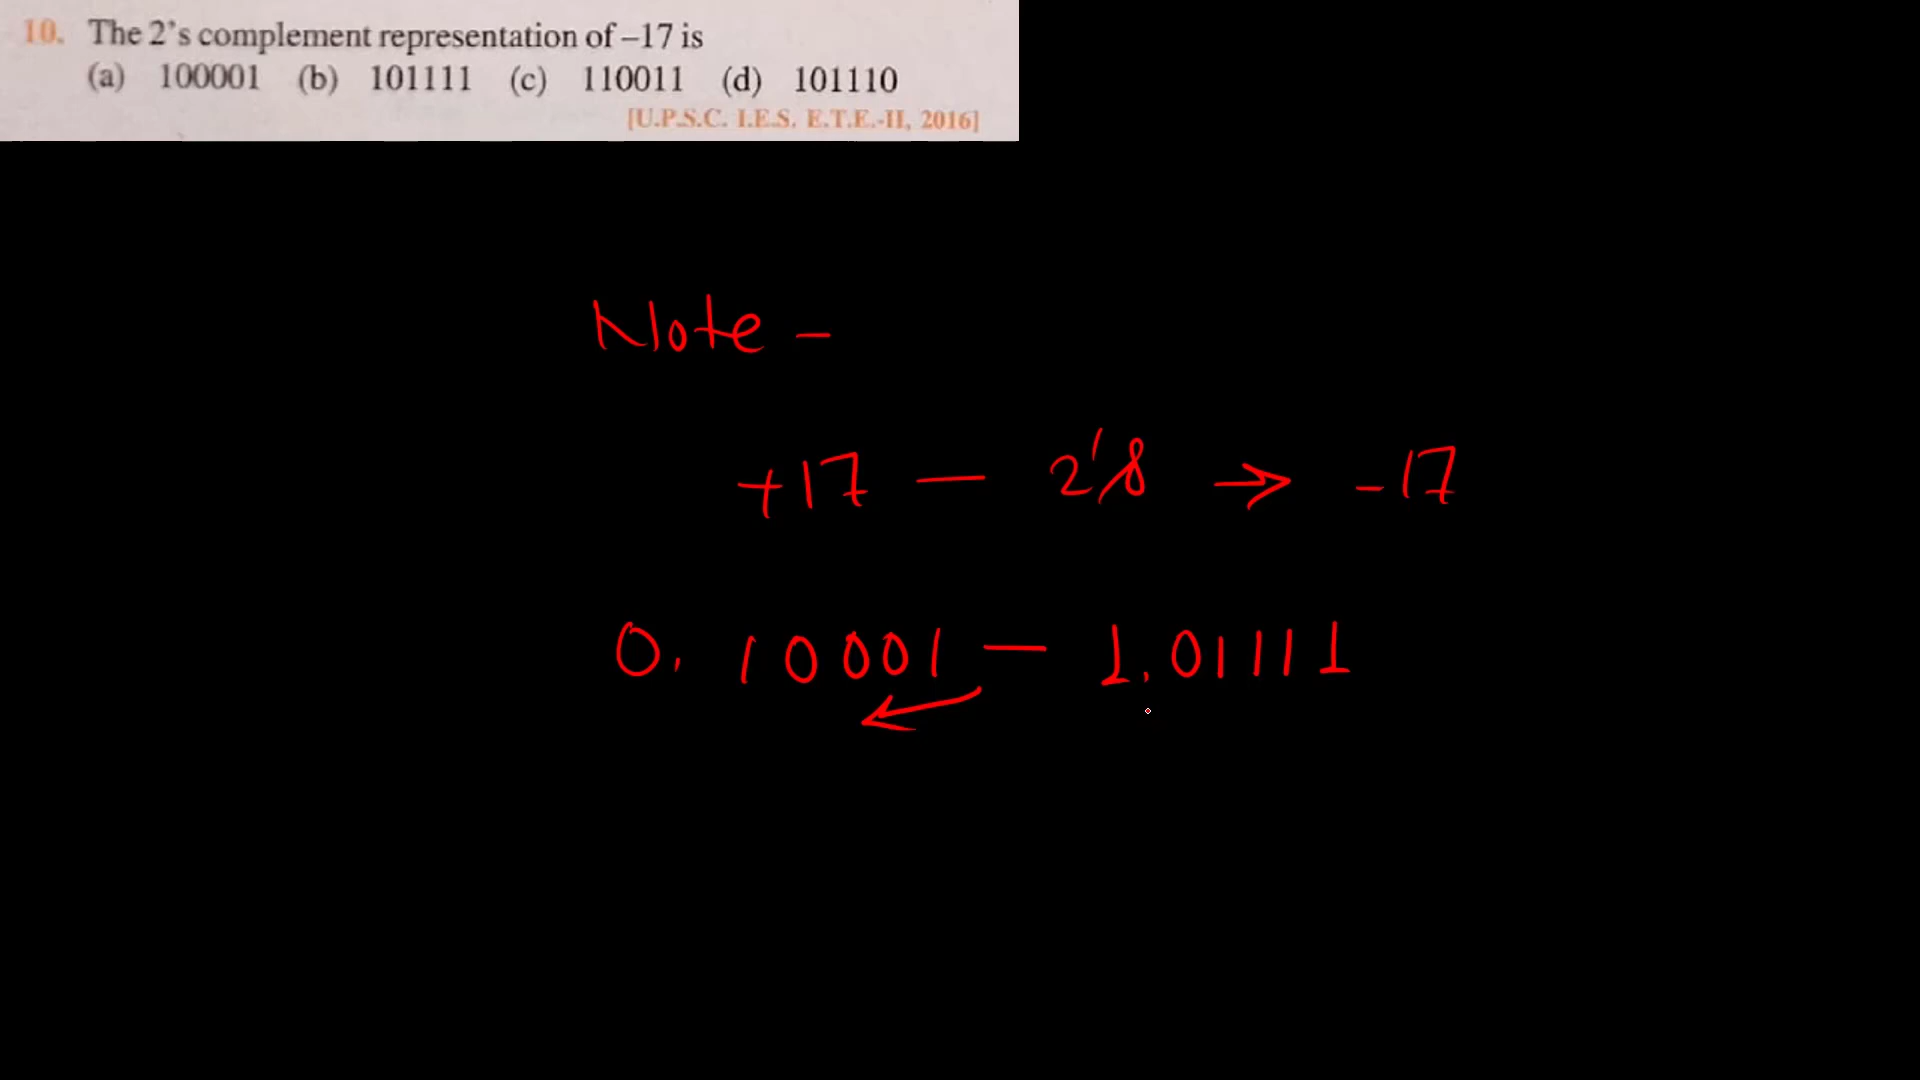 10. The 2's complement representation of –17 is
(a) 100001 (b) 101111 (c) 110011 (d) 101110
[U.P.S.C. I.E.S. E.T.E.-II, 2016]
Note –
+17 — 2's → -17
0. 10001 — 1.01111